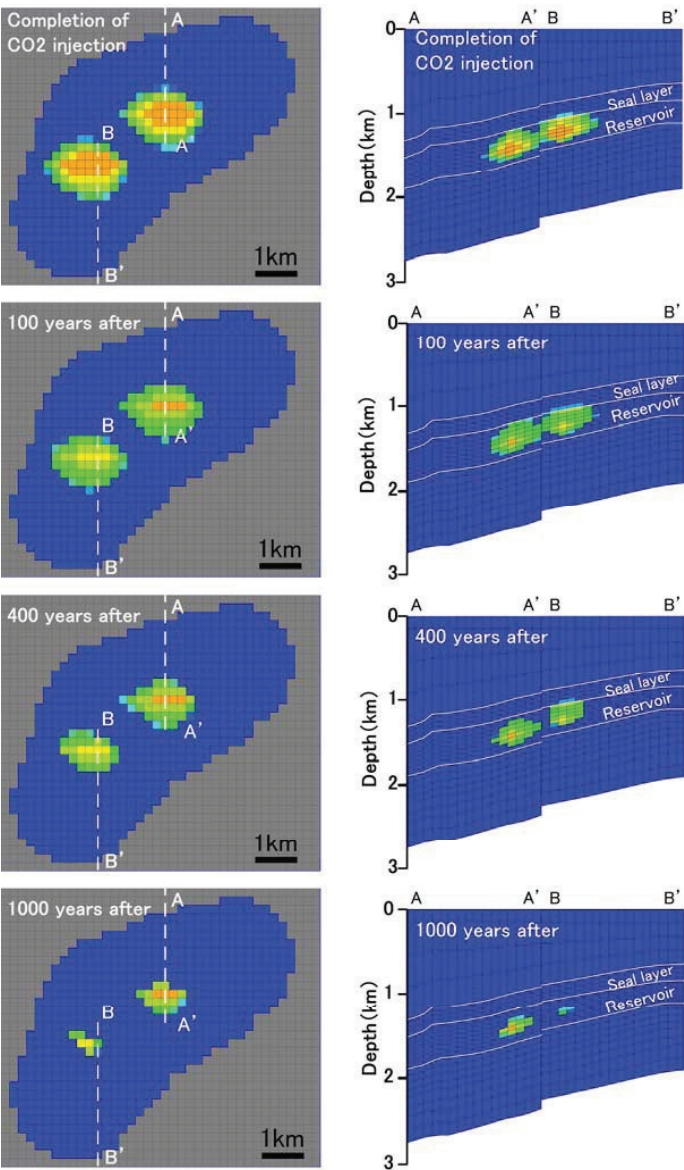 Completion of
CO2 injection
A
B
A
B'
1km
A A' B B'
0
Completion of
CO2 injection
Seal layer
Reservoir
1
2
3
Depth(km)
100 years after
A
B
A'
B'
1km
A A' B B'
0
100 years after
Seal layer
Reservoir
1
2
3
Depth(km)
400 years after
A
B
A'
B'
1km
A A' B B'
0
400 years after
Seal layer
Reservoir
1
2
3
Depth(km)
1000 years after
A
B
A'
B'
1km
A A' B B'
0
1000 years after
Seal layer
Reservoir
1
2
3
Depth(km)